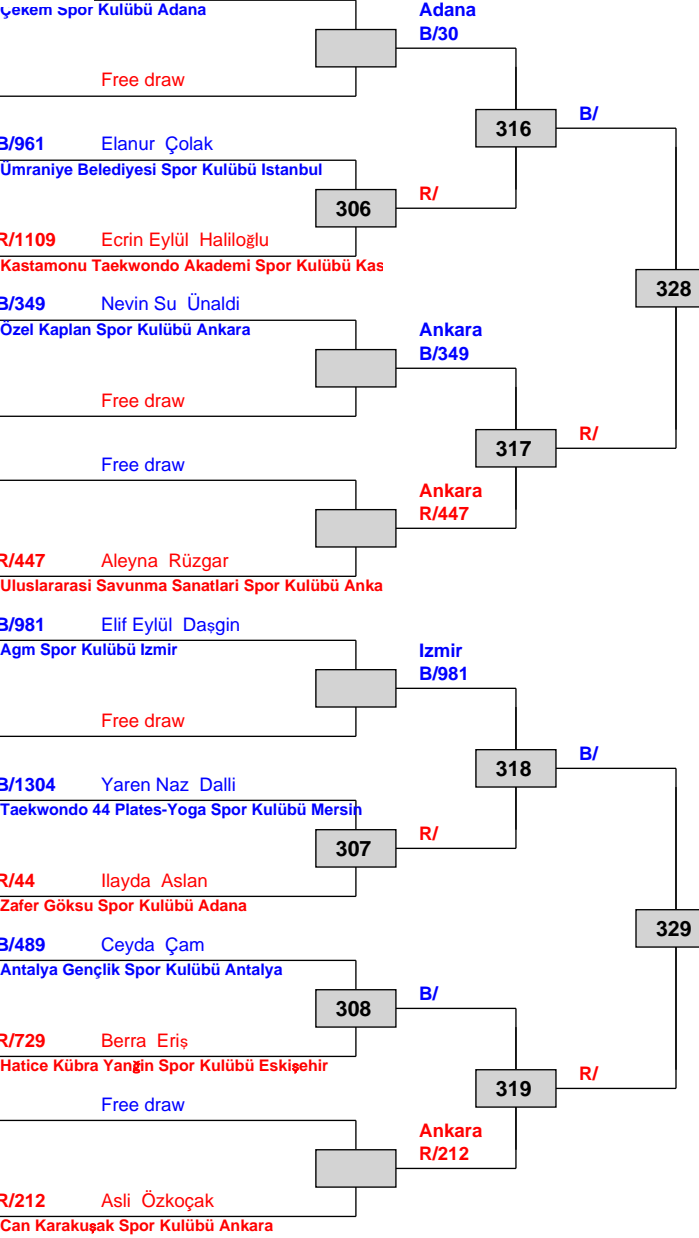 Çekem Spor Kulübü Adana
Adana
B/30
Free draw
316
B/
B/961 Elanur Çolak
Ümraniye Belediyesi Spor Kulübü Istanbul
306
R/
R/1109 Ecrin Eylül Haliloğlu
Kastamonu Taekwondo Akademi Spor Kulübü Kas
328
B/349 Nevin Su Ünaldi
Özel Kaplan Spor Kulübü Ankara
Ankara
B/349
Free draw
317
R/
Free draw
Ankara
R/447
R/447 Aleyna Rüzgar
Uluslararasi Savunma Sanatlari Spor Kulübü Anka
B/981 Elif Eylül Daşgin
Agm Spor Kulübü Izmir
Izmir
B/981
Free draw
318
B/
B/1304 Yaren Naz Dalli
Taekwondo 44 Plates-Yoga Spor Kulübü Mersin
307
R/
R/44 Ilayda Aslan
Zafer Göksu Spor Kulübü Adana
329
B/489 Ceyda Çam
Antalya Gençlik Spor Kulübü Antalya
308
B/
R/729 Berra Eriş
Hatice Kübra Yanğin Spor Kulübü Eskişehir
319
R/
Free draw
Ankara
R/212
R/212 Asli Özkoçak
Can Karakuşak Spor Kulübü Ankara